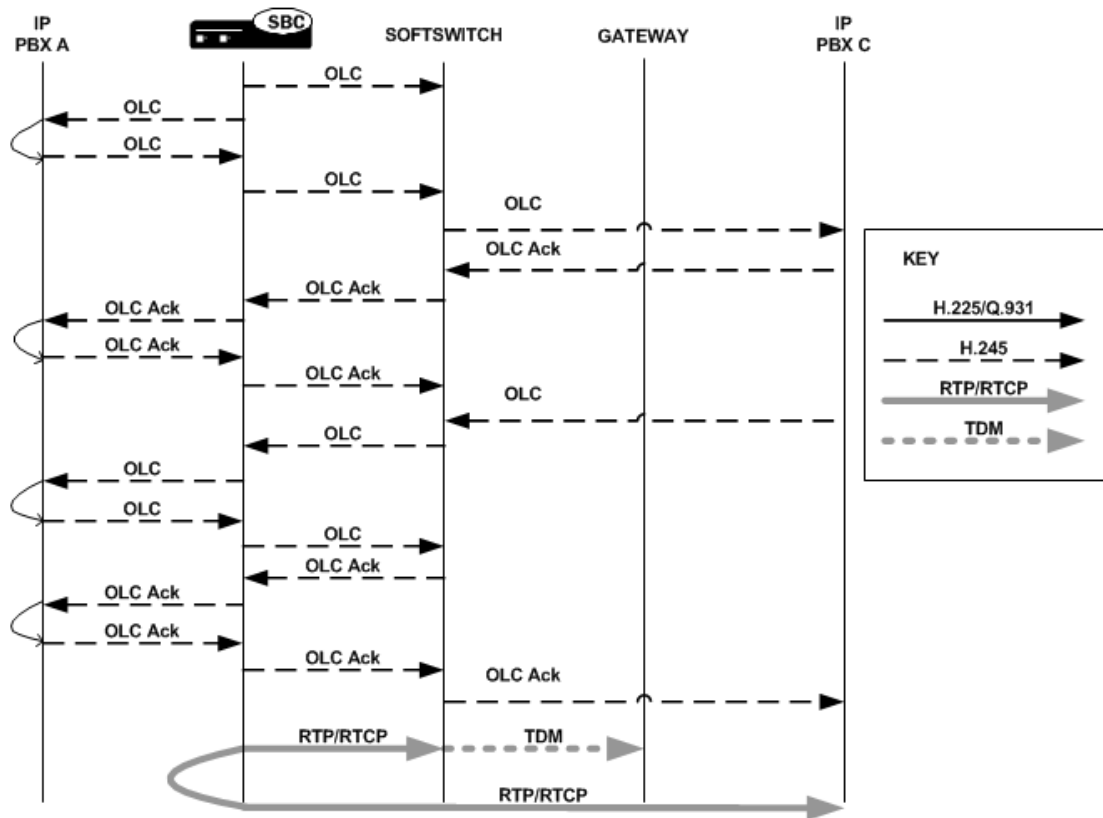 IP
PBX A
SBC
SOFTSWITCH
GATEWAY
IP
PBX C
OLC
OLC
OLC
OLC
OLC
OLC Ack
OLC Ack
OLC Ack
OLC Ack
OLC Ack
OLC
OLC
OLC
OLC
OLC
OLC Ack
OLC Ack
OLC Ack
OLC Ack
OLC Ack
RTP/RTCP
TDM
RTP/RTCP
KEY
H.225/Q.931
H.245
RTP/RTCP
TDM